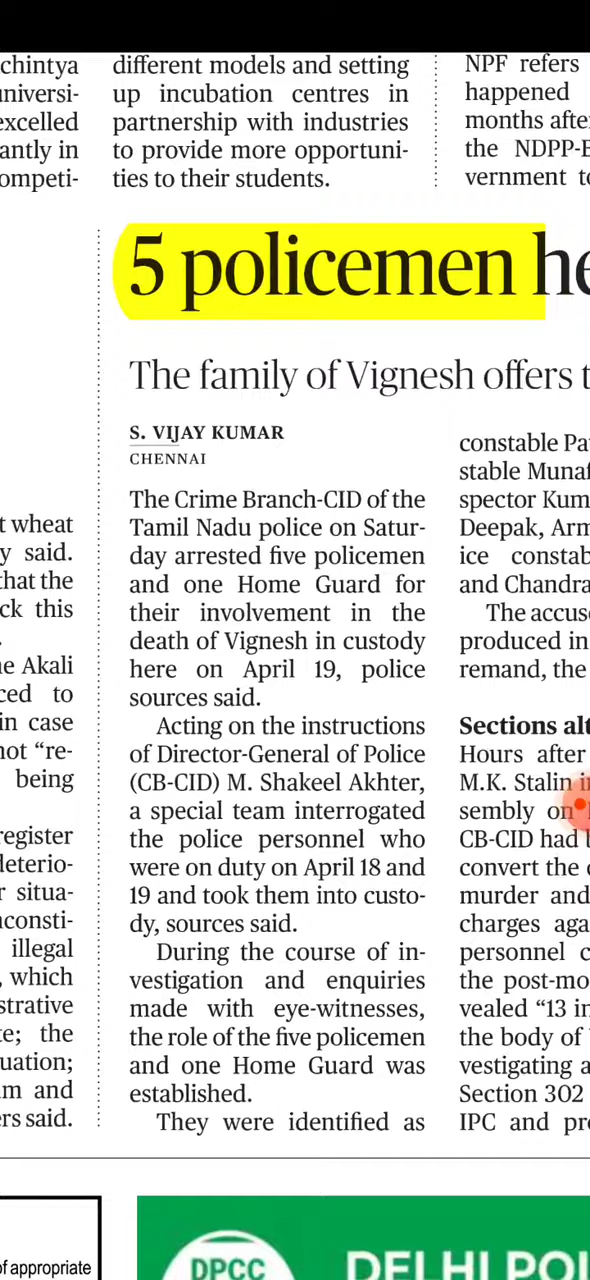 chintya
universi-
excelled
antly in
ompeti-
different models and setting
up incubation centres in
partnership with industries
to provide more opportuni-
ties to their students.
NPF refers
happened
months afte
the NDPP-B
vernment to
5 policemen he
The family of Vignesh offers t
S. VIJAY KUMAR
CHENNAI
The Crime Branch-CID of the
Tamil Nadu police on Satur-
day arrested five policemen
and one Home Guard for
their involvement in the
death of Vignesh in custody
here on April 19, police
sources said.
Acting on the instructions
of Director-General of Police
(CB-CID) M. Shakeel Akhter,
a special team interrogated
the police personnel who
were on duty on April 18 and
19 and took them into custo-
dy, sources said.
During the course of in-
vestigation and enquiries
made with eye-witnesses,
the role of the five policemen
and one Home Guard was
established.
They were identified as
constable Pa
stable Munaf
spector Kum
Deepak, Arm
ice constab
and Chandra
The accuse
produced in
remand, the
Sections alt
Hours after
M.K. Stalin i
sembly on
CB-CID had b
convert the
murder and
charges aga
personnel c
the post-mo
vealed “13 in
the body of
vestigating a
Section 302
IPC and pr
t wheat
y said.
that the
ck this
e Akali
ced to
in case
not “re-
being
register
deterio-
r situa-
consti-
illegal
, which
strative
te; the
uation;
m and
ers said.
of appropriate
DPCC
DELHI POL